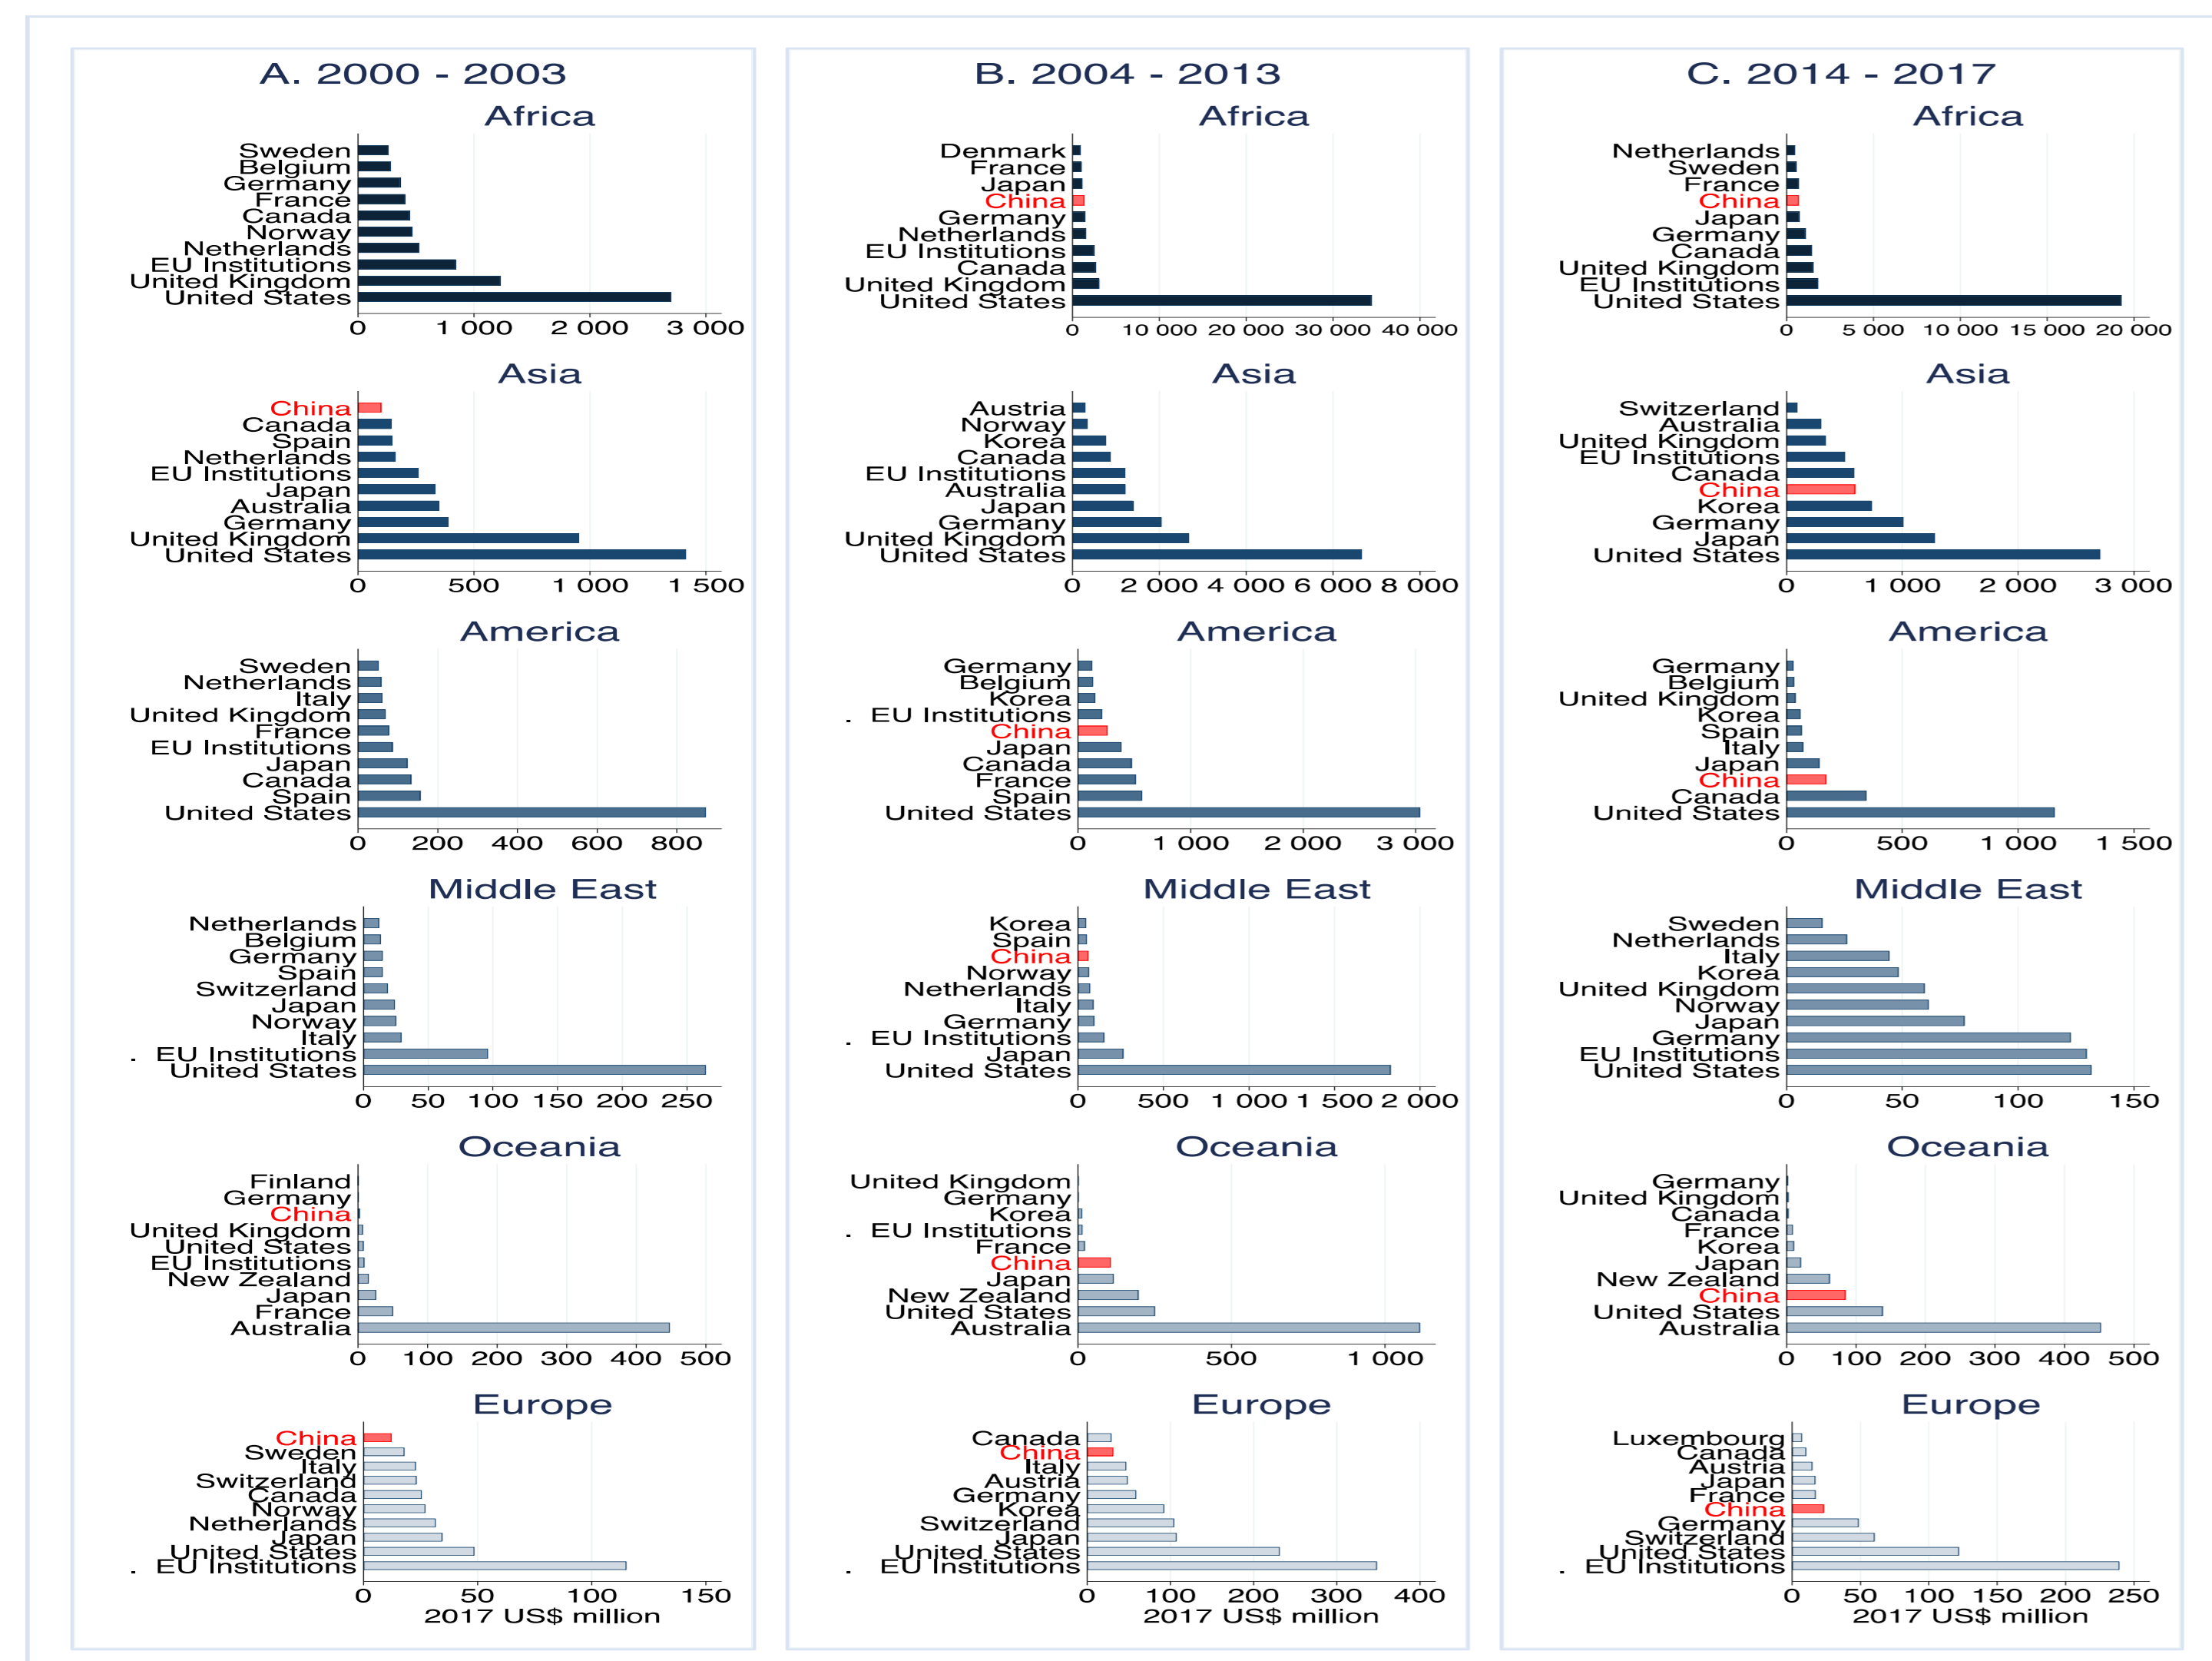 A. 2000 - 2003
Africa
Sweden
Belgium
Germany
France
Canada
Norway
Netherlands
EU Institutions
United Kingdom
United States
0 1 000 2 000 3 000
Asia
China
Canada
Spain
Netherlands
EU Institutions
Japan
Australia
Germany
United Kingdom
United States
0 500 1 000 1 500
America
Sweden
Netherlands
Italy
United Kingdom
France
EU Institutions
Japan
Canada
Spain
United States
0 200 400 600 800
Middle East
Netherlands
Belgium
Germany
Spain
Switzerland
Japan
Norway
Italy
. EU Institutions
United States
0 50 100 150 200 250
Oceania
Finland
Germany
China
United Kingdom
United States
EU Institutions
New Zealand
Japan
France
Australia
0 100 200 300 400 500
Europe
China
Sweden
Italy
Switzerland
Canada
Norway
Netherlands
Japan
United States
. EU Institutions
0 50 100 150
2017 US$ million
B. 2004 - 2013
Africa
Denmark
France
Japan
China
Germany
Netherlands
EU Institutions
Canada
United Kingdom
United States
0 10 000 20 000 30 000 40 000
Asia
Austria
Norway
Korea
Canada
EU Institutions
Australia
Japan
Germany
United Kingdom
United States
0 2 000 4 000 6 000 8 000
America
Germany
Belgium
Korea
. EU Institutions
China
Japan
Canada
France
Spain
United States
0 1 000 2 000 3 000
Middle East
Korea
Spain
China
Norway
Netherlands
Italy
Germany
. EU Institutions
Japan
United States
0 500 1 000 1 500 2 000
Oceania
United Kingdom
Germany
Korea
. EU Institutions
France
China
Japan
New Zealand
United States
Australia
0 500 1 000
Europe
Canada
China
Italy
Austria
Germany
Korea
Switzerland
Japan
United States
. EU Institutions
0 100 200 300 400
2017 US$ million
C. 2014 - 2017
Africa
Netherlands
Sweden
France
China
Japan
Germany
Canada
United Kingdom
EU Institutions
United States
0 5 000 10 000 15 000 20 000
Asia
Switzerland
Australia
United Kingdom
EU Institutions
Canada
China
Korea
Germany
Japan
United States
0 1 000 2 000 3 000
America
Germany
Belgium
United Kingdom
Korea
Spain
Italy
Japan
China
Canada
United States
0 500 1 000 1 500
Middle East
Sweden
Netherlands
Italy
Korea
United Kingdom
Norway
Japan
Germany
EU Institutions
United States
0 50 100 150
Oceania
Germany
United Kingdom
Canada
France
Korea
Japan
New Zealand
China
United States
Australia
0 100 200 300 400 500
Europe
Luxembourg
Canada
Austria
Japan
France
China
Germany
Switzerland
United States
. EU Institutions
0 50 100 150 200 250
2017 US$ million